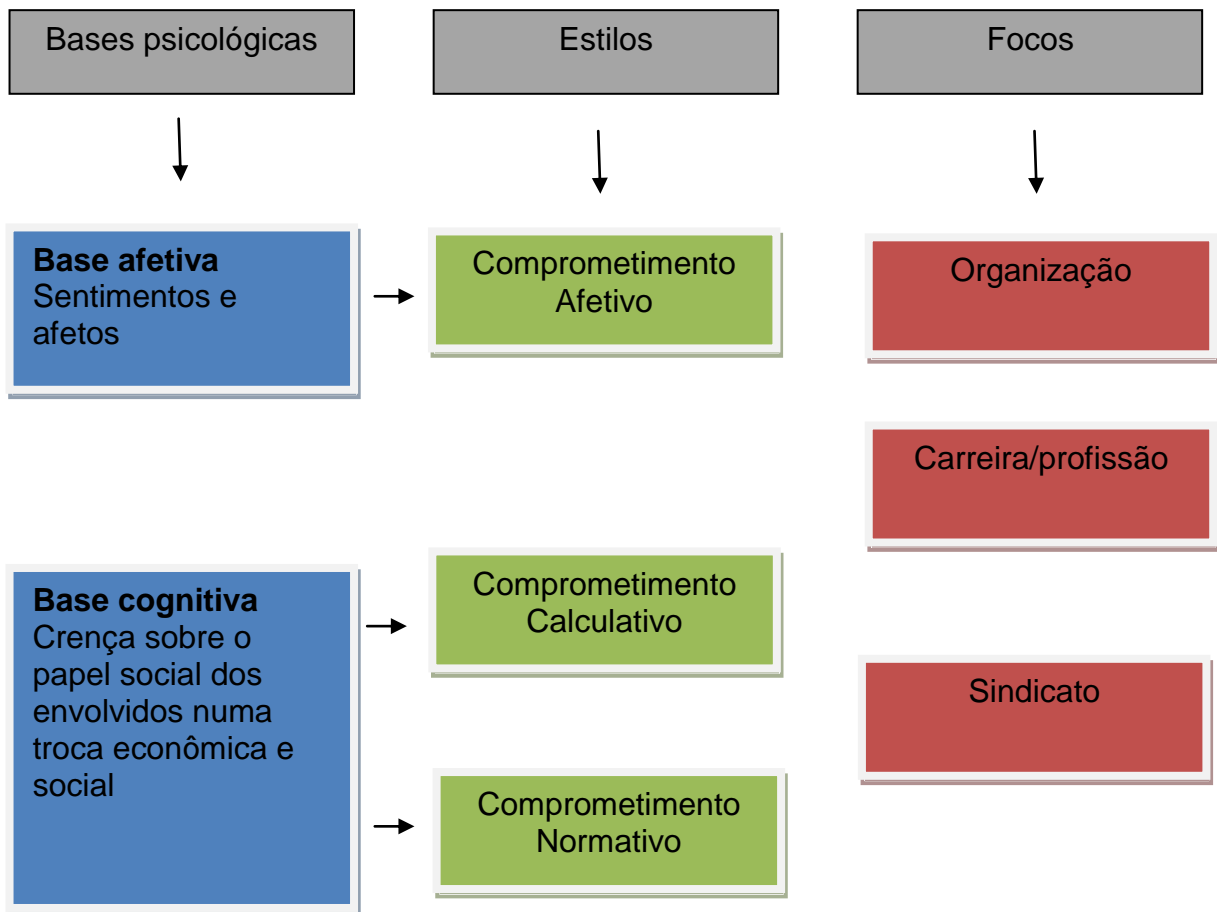 Bases psicológicas
Estilos
Focos
Base afetiva
Sentimentos e
afetos
Comprometimento
Afetivo
Organização
Carreira/profissão
Base cognitiva
Crença sobre o
papel social dos
envolvidos numa
troca econômica e
social
Comprometimento
Calculativo
Sindicato
Comprometimento
Normativo